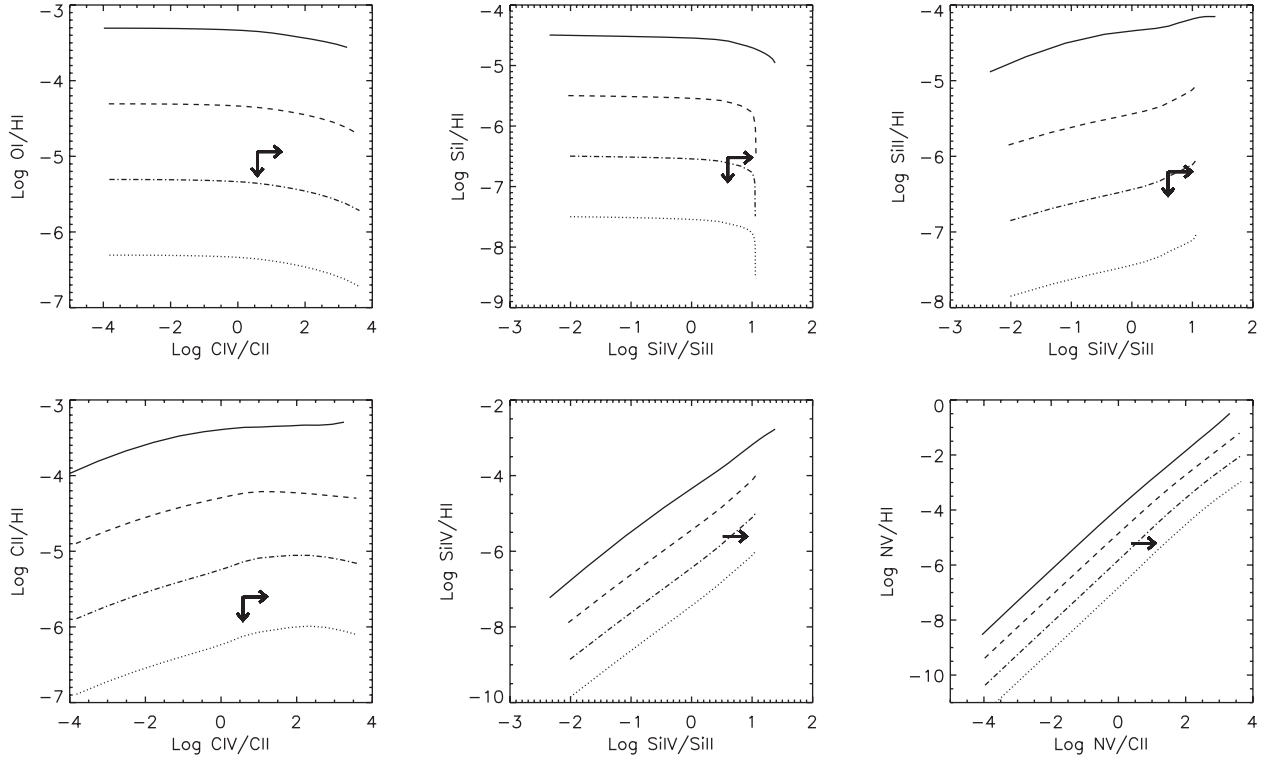 −3
−4
−5
−6
−7
Log OI/HI
−4 −2 0 2 4
Log CIV/CII
−4
−5
−6
−7
−8
−9
Log SiI/HI
−3 −2 −1 0 1 2
Log SiIV/SiII
−4
−5
−6
−7
−8
Log SiII/HI
−3 −2 −1 0 1 2
Log SiIV/SiII
−3
−4
−5
−6
−7
Log CII/HI
−4 −2 0 2 4
Log CIV/CII
−2
−4
−6
−8
−10
Log SiIV/HI
−3 −2 −1 0 1 2
Log SiIV/SiII
0
−2
−4
−6
−8
−10
Log NV/HI
−4 −2 0 2 4
Log NV/CII